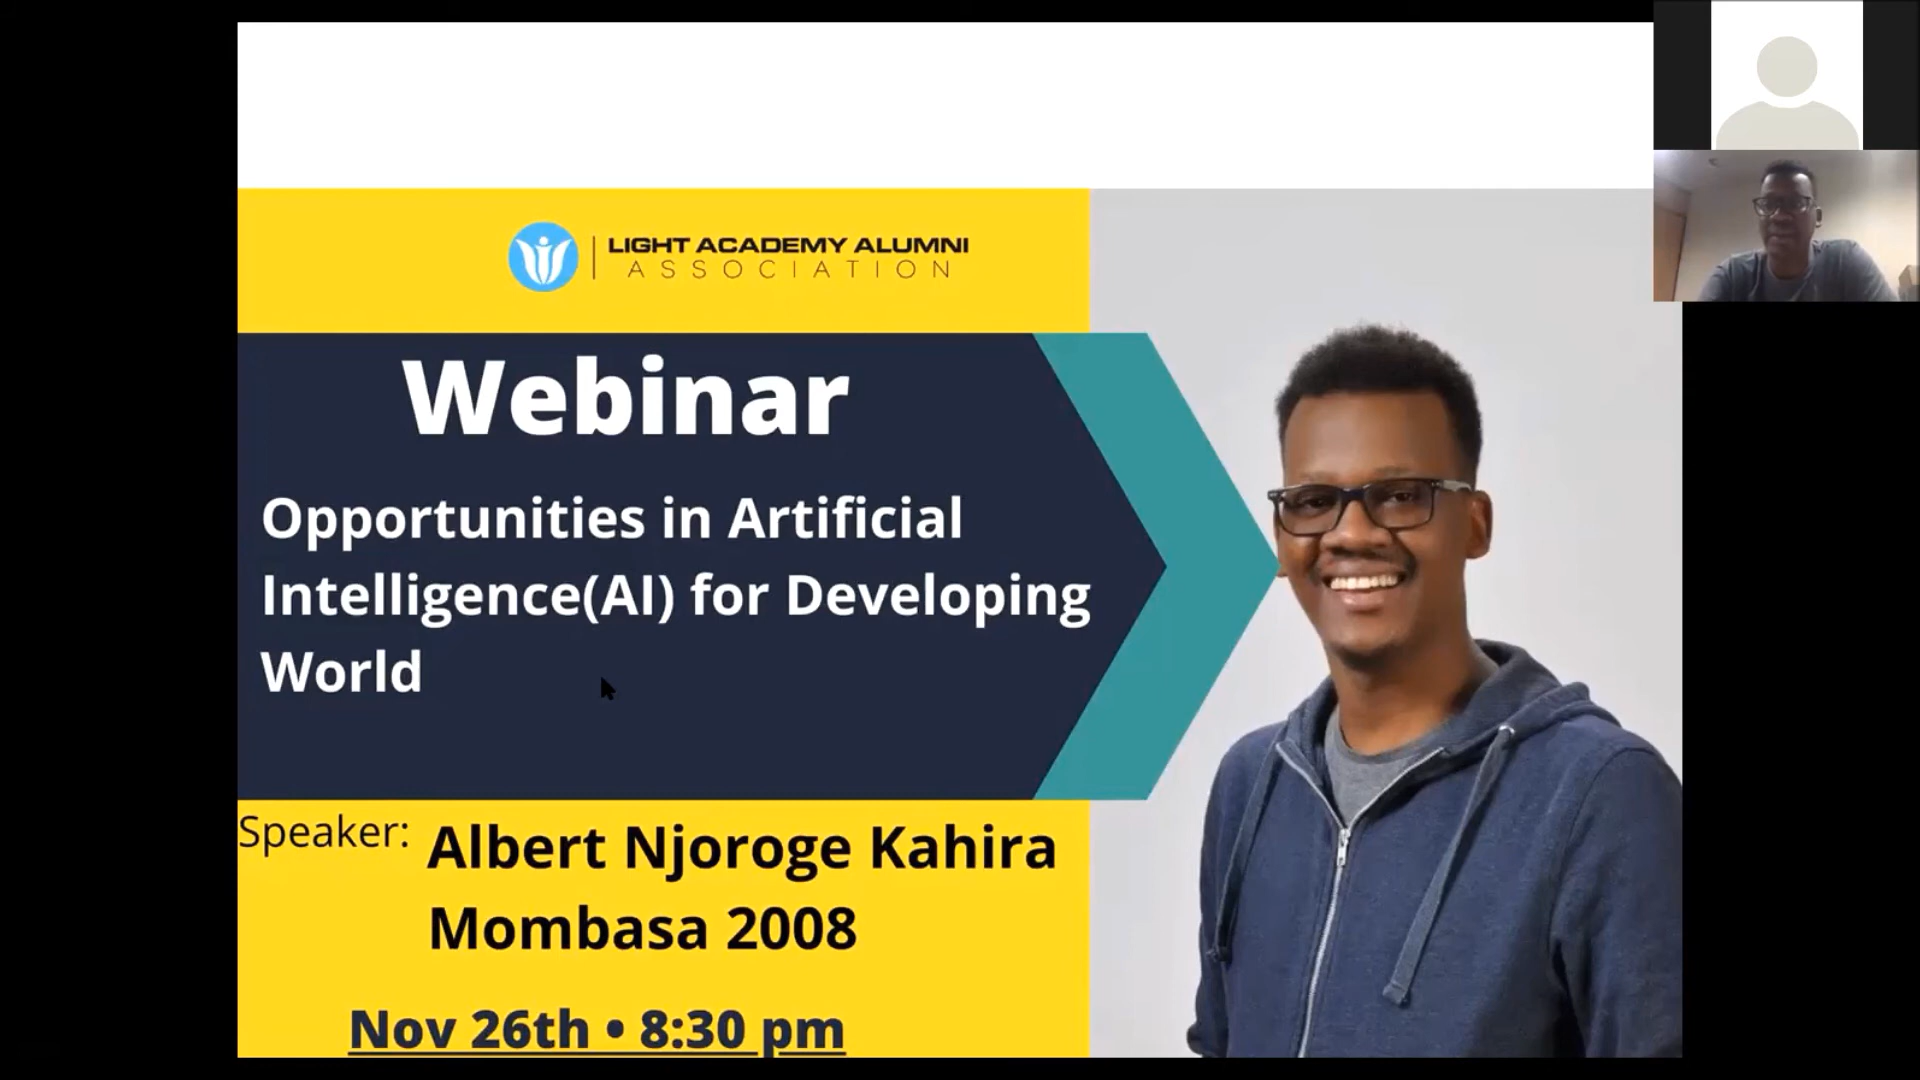 LIGHT ACADEMY ALUMNI
ASSOCIATION
Webinar
Opportunities in Artificial
Intelligence(AI) for Developing
World
Speaker: Albert Njoroge Kahira
Mombasa 2008
Nov 26th • 8:30 pm